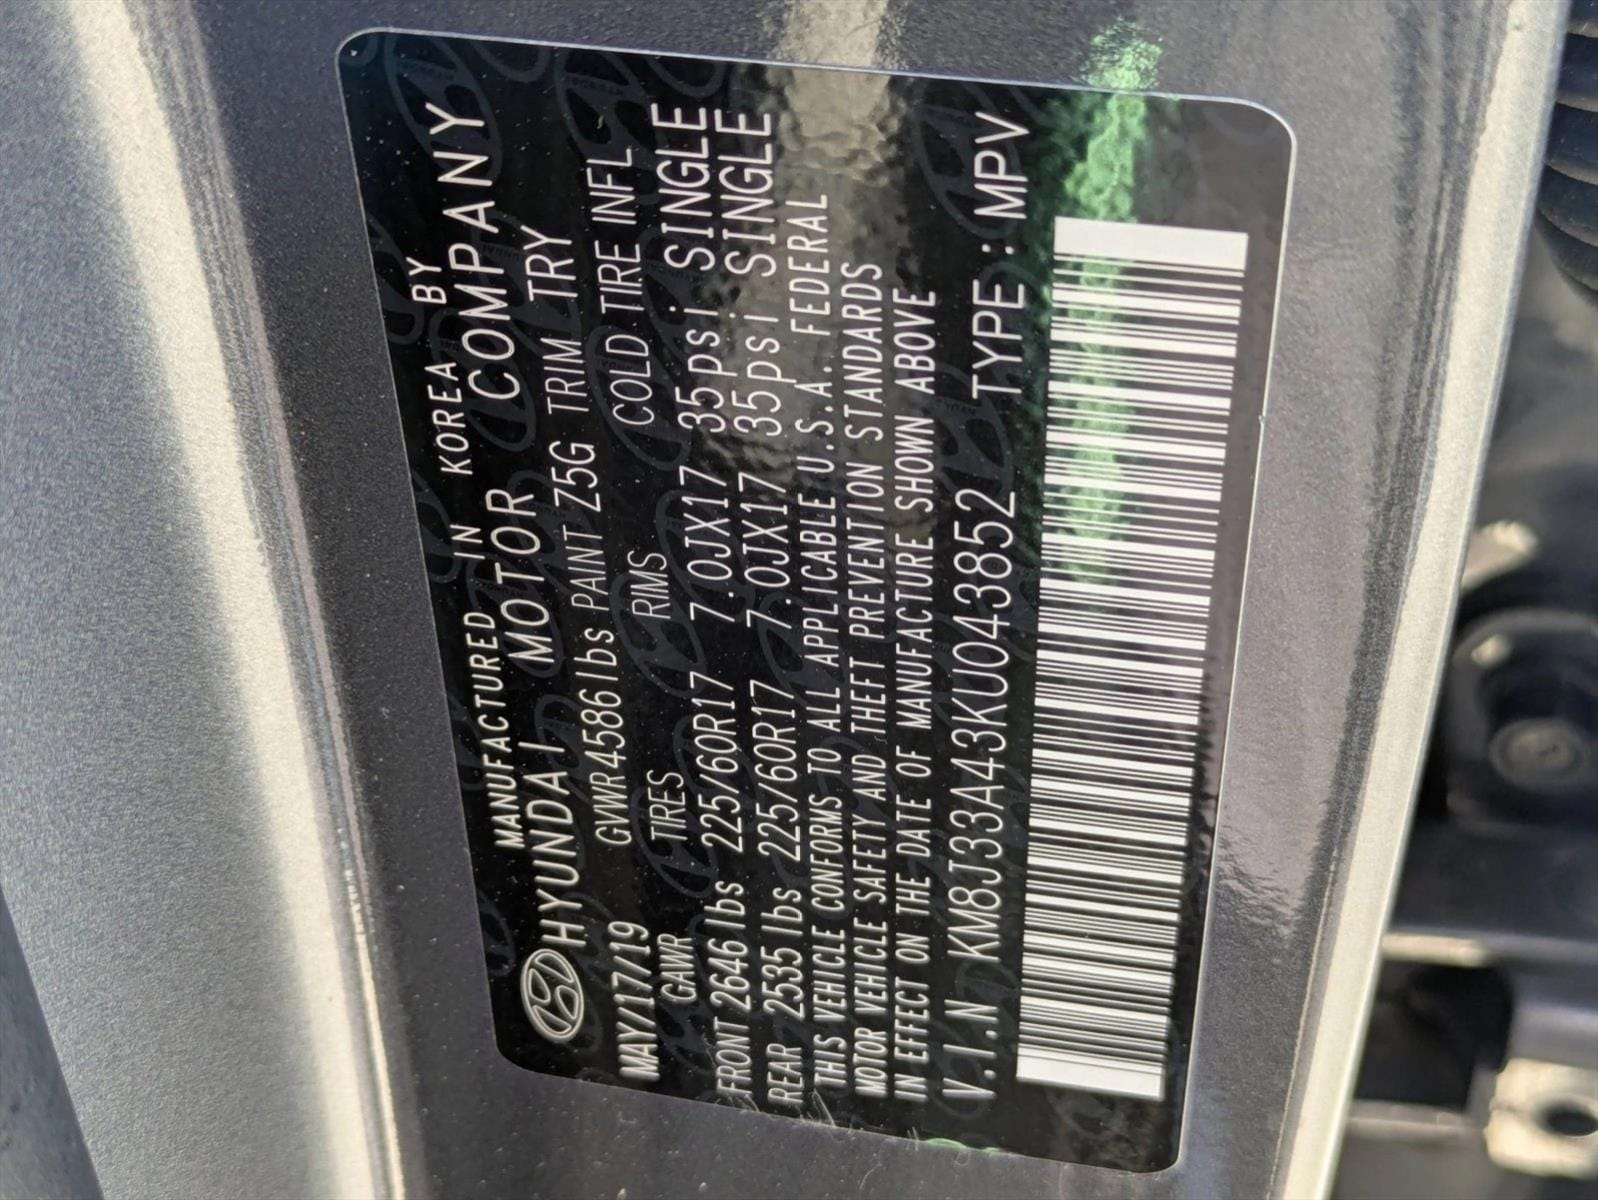 MANUFACTURED IN KOREA BY
HYUNDAI MOTOR COMPANY
MAY/17/19 GVWR4586lbs PAINT Z5G TRIM TRY
GAWR TIRES RIMS COLD TIRE INFL
FRONT 2646 lbs 225/60R17 7.0JX17 35psi SINGLE
REAR 2535 lbs 225/60R17 7.0JX17 35psi SINGLE
THIS VEHICLE CONFORMS TO ALL APPLICABLE U.S.A. FEDERAL
MOTOR VEHICLE SAFETY AND THEFT PREVENTION STANDARDS
IN EFFECT ON THE DATE OF MANUFACTURE SHOWN ABOVE
V.I.N KM8J33A43KU043852 TYPE : MPV